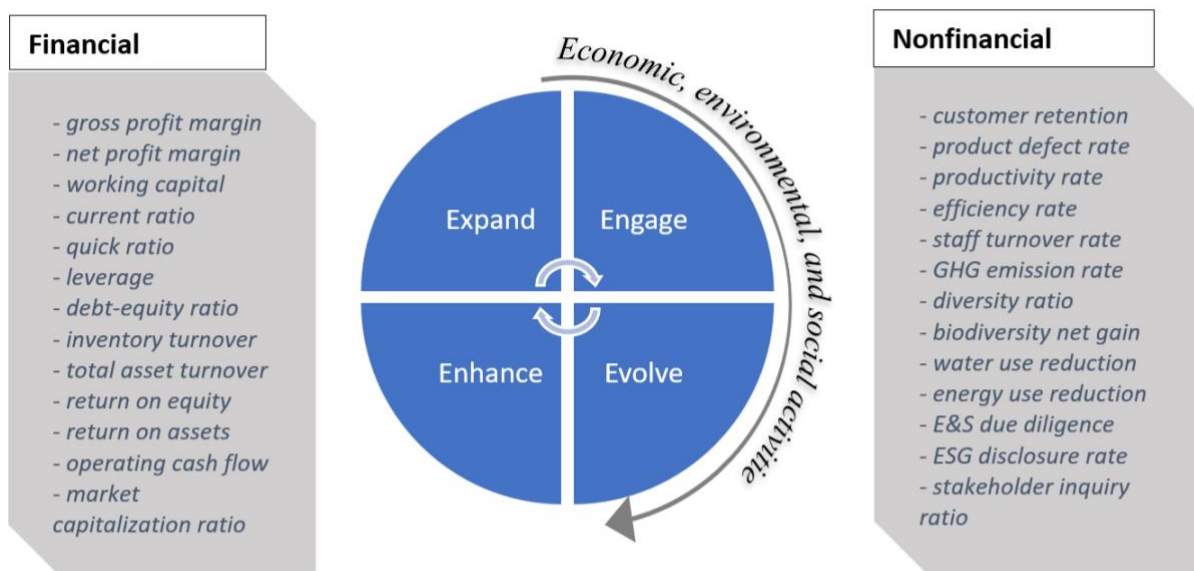 Financial
- gross profit margin
- net profit margin
- working capital
- current ratio
- quick ratio
- leverage
- debt-equity ratio
- inventory turnover
- total asset turnover
- return on equity
- return on assets
- operating cash flow
- market
capitalization ratio
Economic, environmental, and social activitie
Expand
Engage
Enhance
Evolve
Nonfinancial
- customer retention
- product defect rate
- productivity rate
- efficiency rate
- staff turnover rate
- GHG emission rate
- diversity ratio
- biodiversity net gain
- water use reduction
- energy use reduction
- E&S due diligence
- ESG disclosure rate
- stakeholder inquiry
ratio